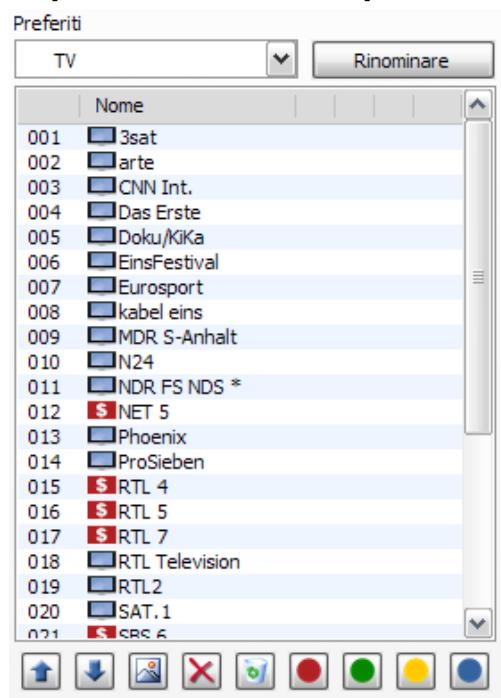 Preferiti
TV Rinominare
Nome
001 3sat
002 arte
003 CNN Int.
004 Das Erste
005 Doku/KiKa
006 EinsFestival
007 Eurosport
008 kabel eins
009 MDR S-Anhalt
010 N24
011 NDR FS NDS *
012 $ NET 5
013 Phoenix
014 ProSieben
015 $ RTL 4
016 $ RTL 5
017 $ RTL 7
018 RTL Television
019 RTL2
020 SAT.1
021 $ SBS 6